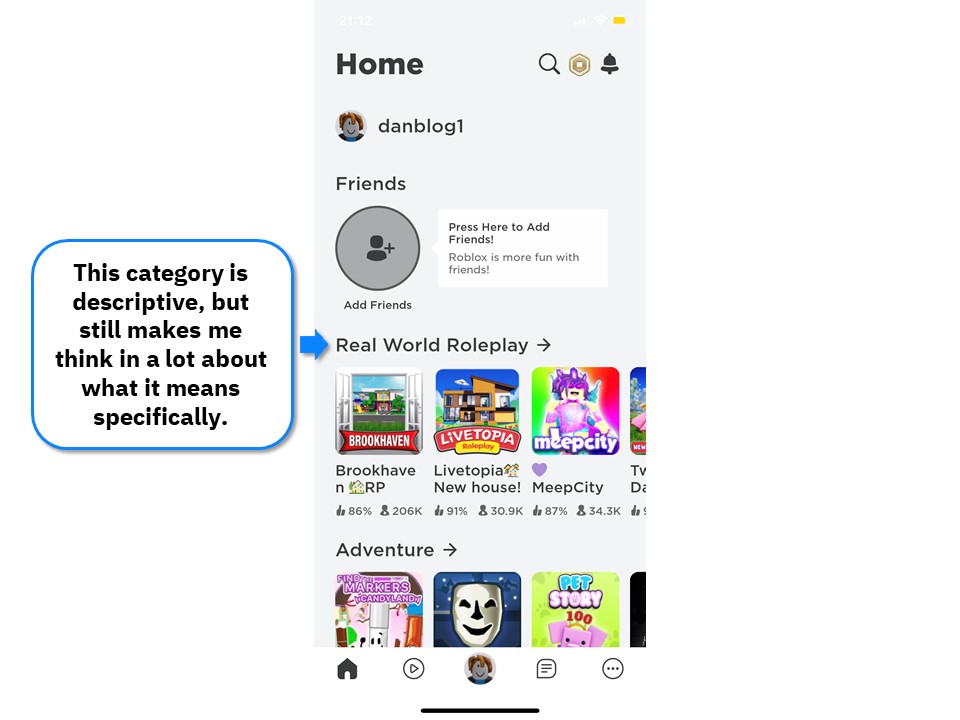 21:12
Home
danblog1
Friends
Press Here to Add
Friends!
Roblox is more fun with
friends!
Add Friends
This category is
descriptive, but
still makes me
think in a lot about
what it means
specifically.
Real World Roleplay →
BROOKHAVEN
LIVETOPIA
Roleplay
meepcity
NEW
Brookhave
n 🏡RP
86% 206K
Livetopia🏘️
New house!
91% 30.9K
💜
MeepCity
87% 34.3K
Tw
Da
Adventure →
FIND THE
MARKERS
CANDYLAND
PET
STORY
100